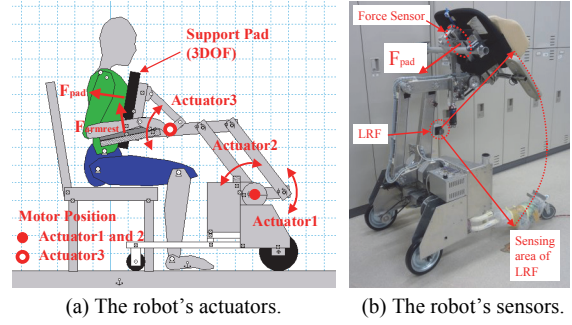 Support Pad
(3DOF)
Fpad
Actuator3
Farmrest
Actuator2
Motor Position
Actuator1 and 2
Actuator3
Actuator1
(a) The robot's actuators.
Force Sensor
Fpad
LRF
Sensing
area of
LRF
(b) The robot's sensors.